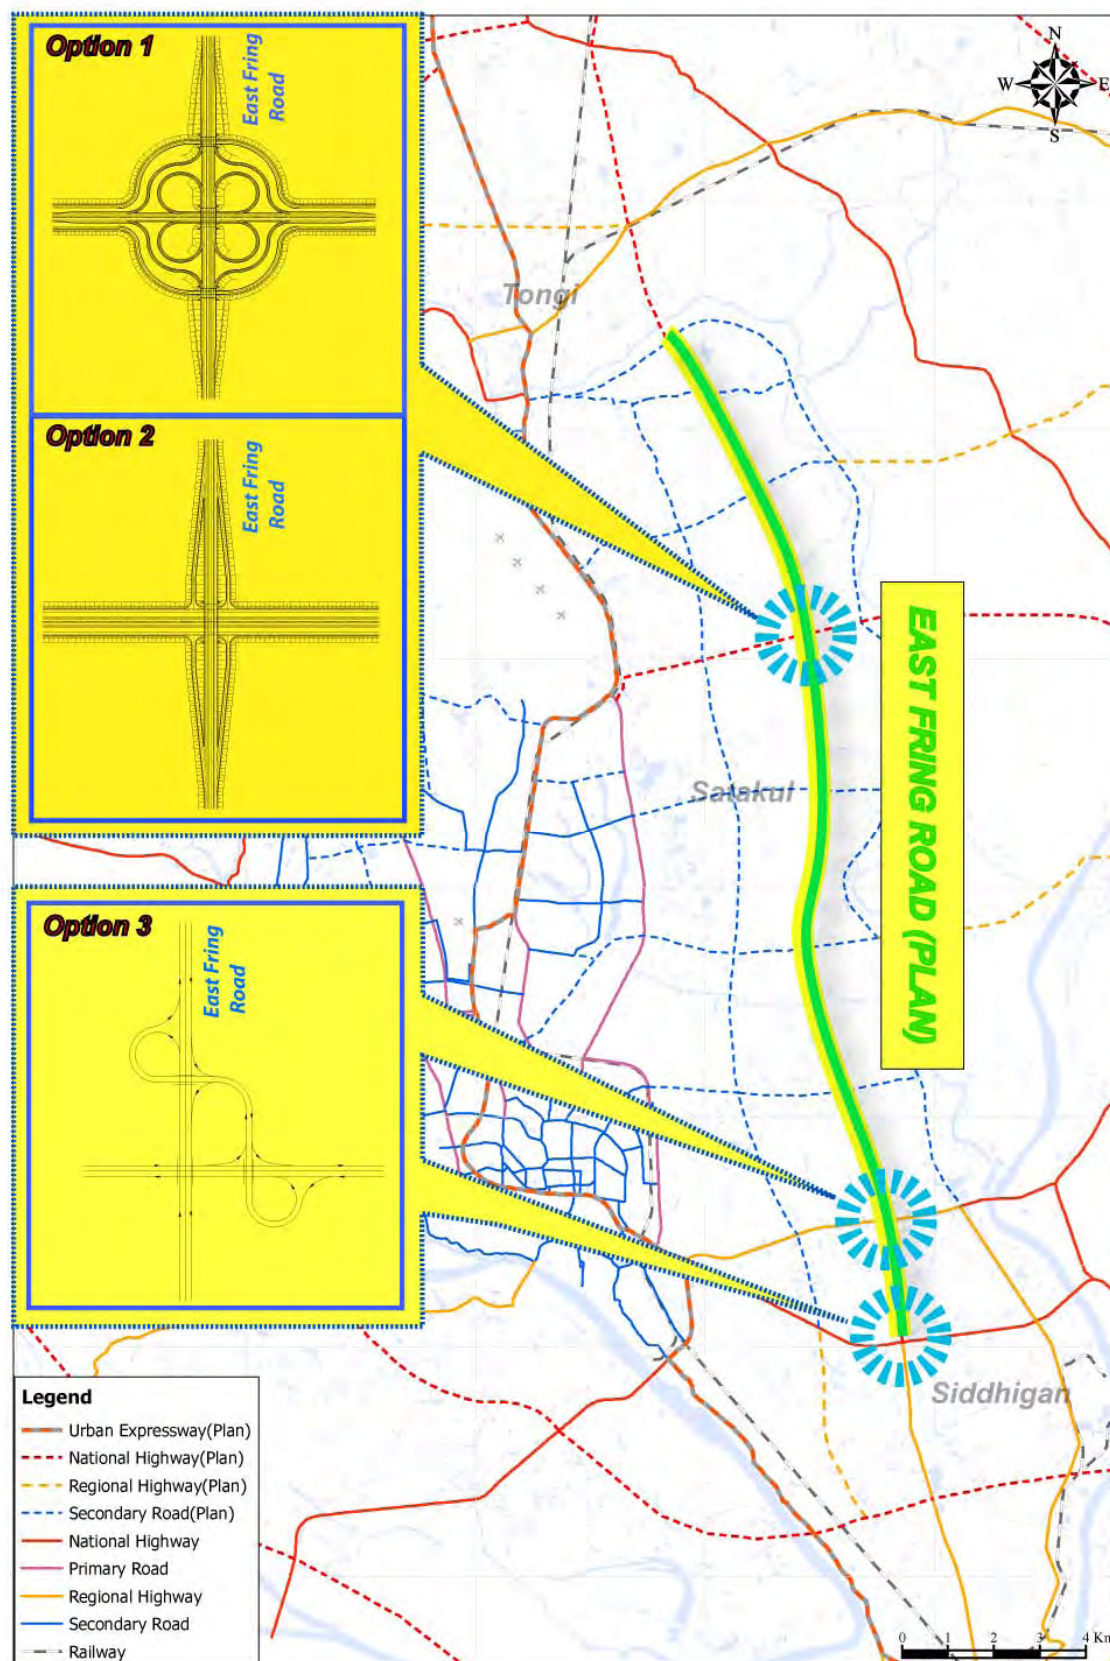 Option 1
East Fring
Road
Option 2
East Fring
Road
Option 3
East Fring
Road
N
W
E
S
Tongi
Satakul
EAST FRING ROAD (PLAN)
Siddhigan
Legend
Urban Expressway(Plan)
National Highway(Plan)
Regional Highway(Plan)
Secondary Road(Plan)
National Highway
Primary Road
Regional Highway
Secondary Road
Railway
0 1 2 3 4 Km